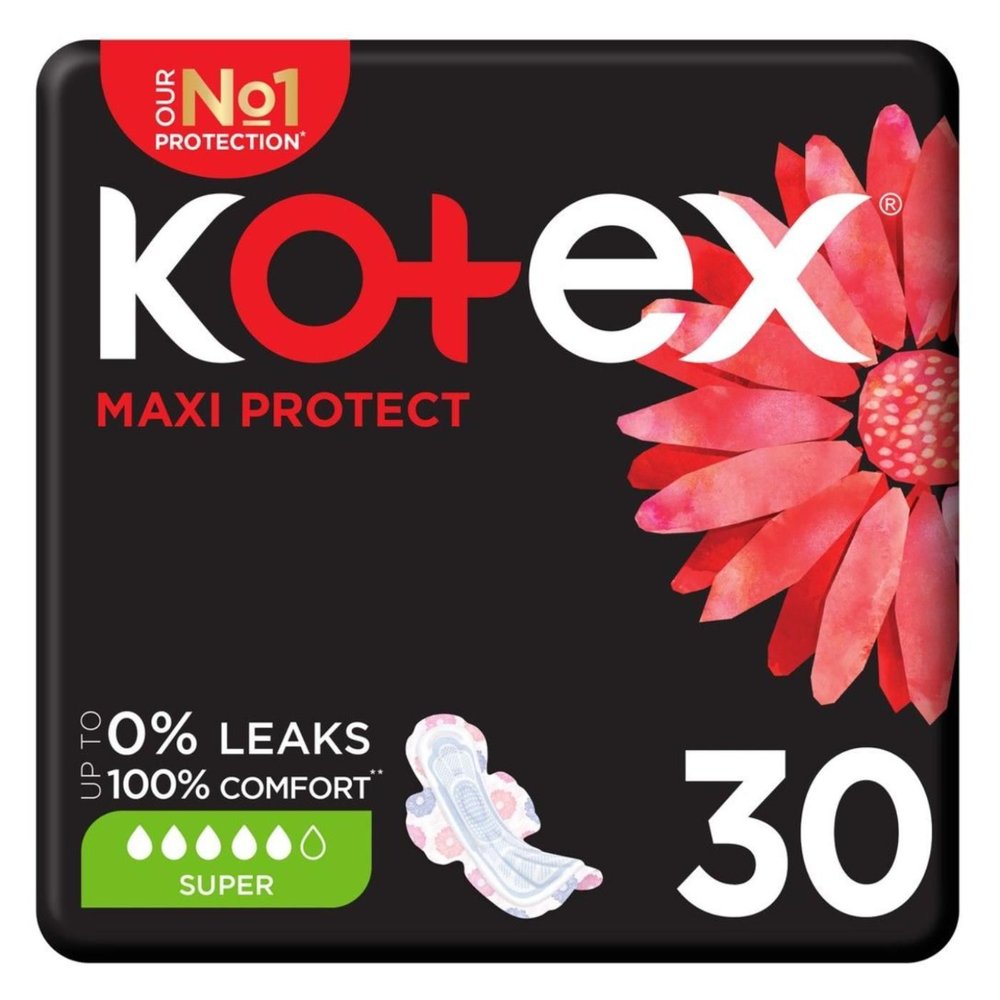 OUR No1
PROTECTION*
Kotex®
MAXI PROTECT
UP TO
0% LEAKS
100% COMFORT**
SUPER
30